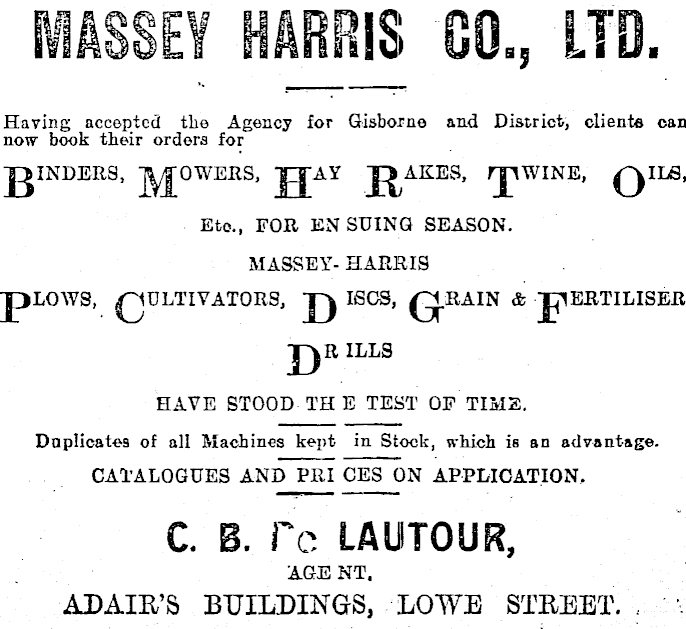 MASSEY HARRIS CO., LTD.
Having accepted the Agency for Gisborne and District, clients can
now book their orders for
BINDERS, MOWERS, HAY RAKES, TWINE, OILS,
Etc., FOR ENSUING SEASON.
MASSEY-HARRIS
PLOWS, CULTIVATORS, DISCS, GRAIN & FERTILISER
DRILLS
HAVE STOOD THE TEST OF TIME.
Duplicates of all Machines kept in Stock, which is an advantage.
CATALOGUES AND PRICES ON APPLICATION.
C. B. De LAUTOUR,
AGENT,
ADAIR'S BUILDINGS, LOWE STREET.